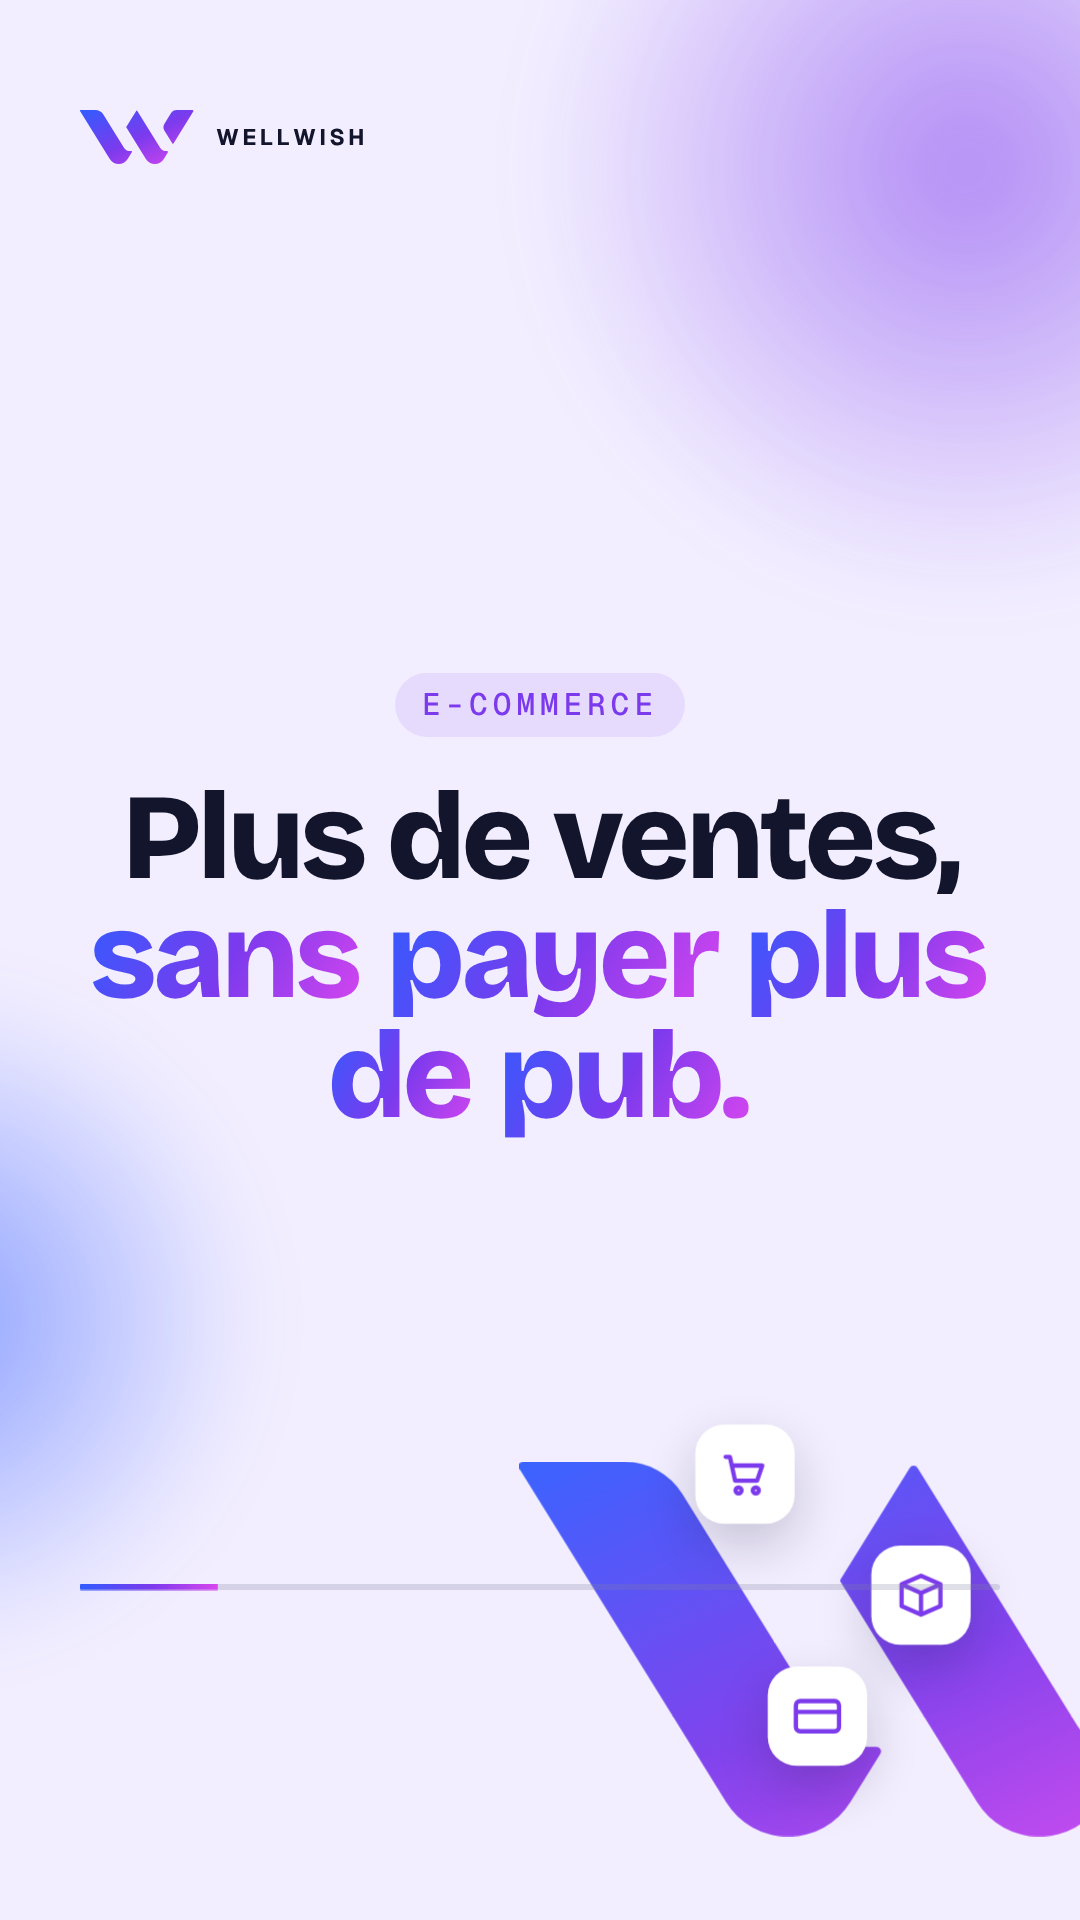 WELLWISH
E-COMMERCE
Plus de ventes,
sans payer plus
de pub.